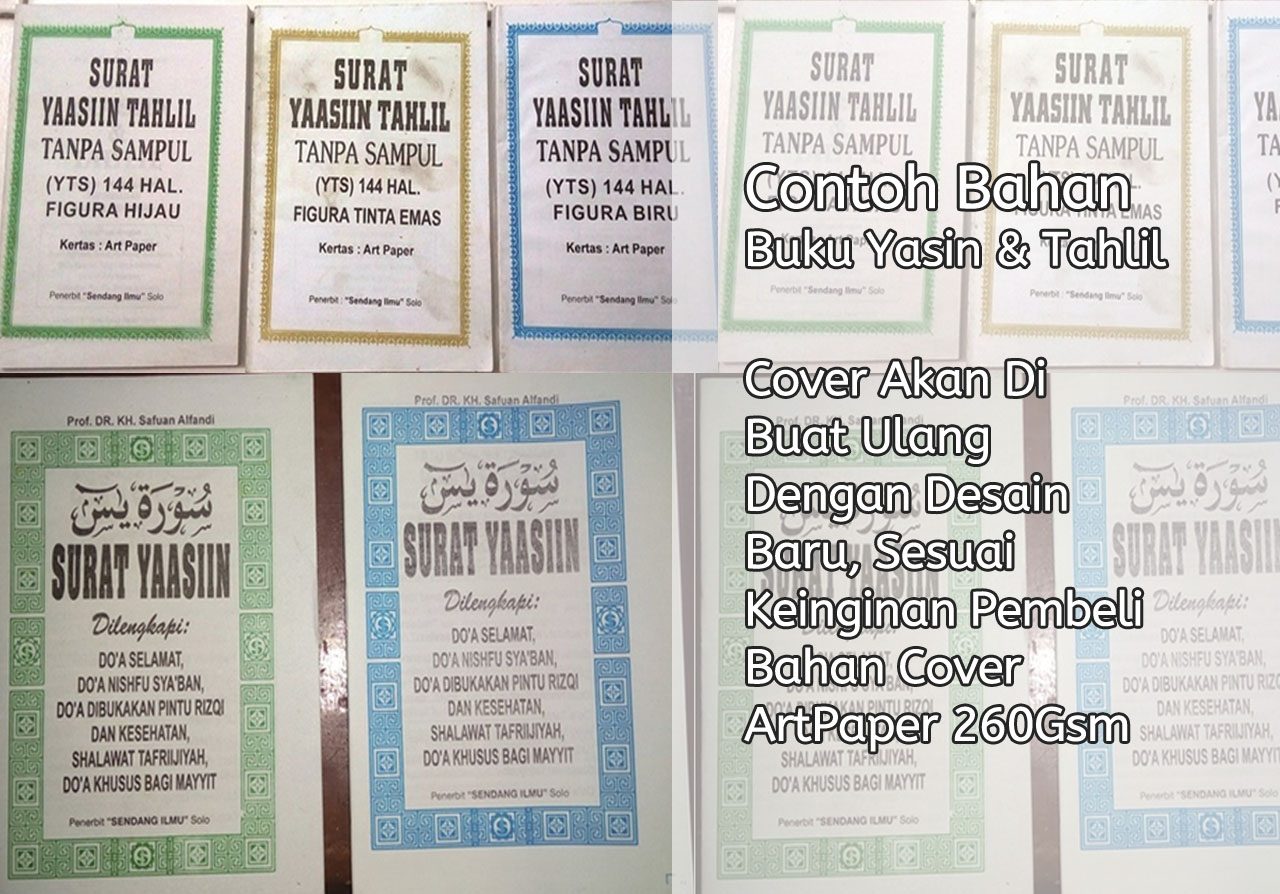 SURAT
YAASIIN TAHLIL
TANPA SAMPUL
(YTS) 144 HAL.
FIGURA HIJAU
Kertas : Art Paper
Penerbit "Sendang Ilmu" Solo
SURAT
YAASIIN TAHLIL
TANPA SAMPUL
(YTS) 144 HAL.
FIGURA TINTA EMAS
Kertas : Art Paper
Penerbit : "Sendang Ilmu" Solo
SURAT
YAASIIN TAHLIL
TANPA SAMPUL
(YTS) 144 HAL.
FIGURA BIRU
Kertas : Art Paper
Penerbit "Sendang Ilmu" Solo
Prof. DR. KH. Safuan Alfandi
سُوْرَةُ يٰسٓ
SURAT YAASIIN
Dilengkapi:
DO'A SELAMAT,
DO'A NISHFU SYA'BAN,
DO'A DIBUKAKAN PINTU RIZQI
DAN KESEHATAN,
SHALAWAT TAFRIIJIYAH,
DO'A KHUSUS BAGI MAYYIT
Penerbit "SENDANG ILMU" Solo
Prof. DR. KH. Safuan Alfandi
سُوْرَةُ يٰسٓ
SURAT YAASIIN
Dilengkapi:
DO'A SELAMAT,
DO'A NISHFU SYA'BAN,
DO'A DIBUKAKAN PINTU RIZQI
DAN KESEHATAN,
SHALAWAT TAFRIIJIYAH,
DO'A KHUSUS BAGI MAYYIT
Penerbit "SENDANG ILMU" Solo
Contoh Bahan
Buku Yasin & Tahlil
Cover Akan Di
Buat Ulang
Dengan Desain
Baru, Sesuai
Keinginan Pembeli
Bahan Cover
ArtPaper 260Gsm